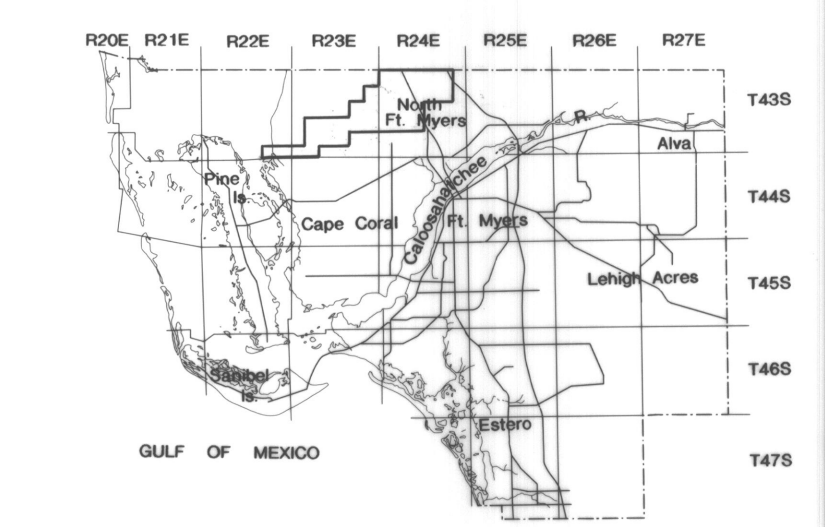 R20E R21E R22E R23E R24E R25E R26E R27E
T43S
North
Ft. Myers
R.
Alva
Pine
Is.
T44S
Caloosahatchee
Cape Coral
Ft. Myers
Lehigh Acres
T45S
Sanibel
Is.
T46S
Estero
GULF OF MEXICO
T47S